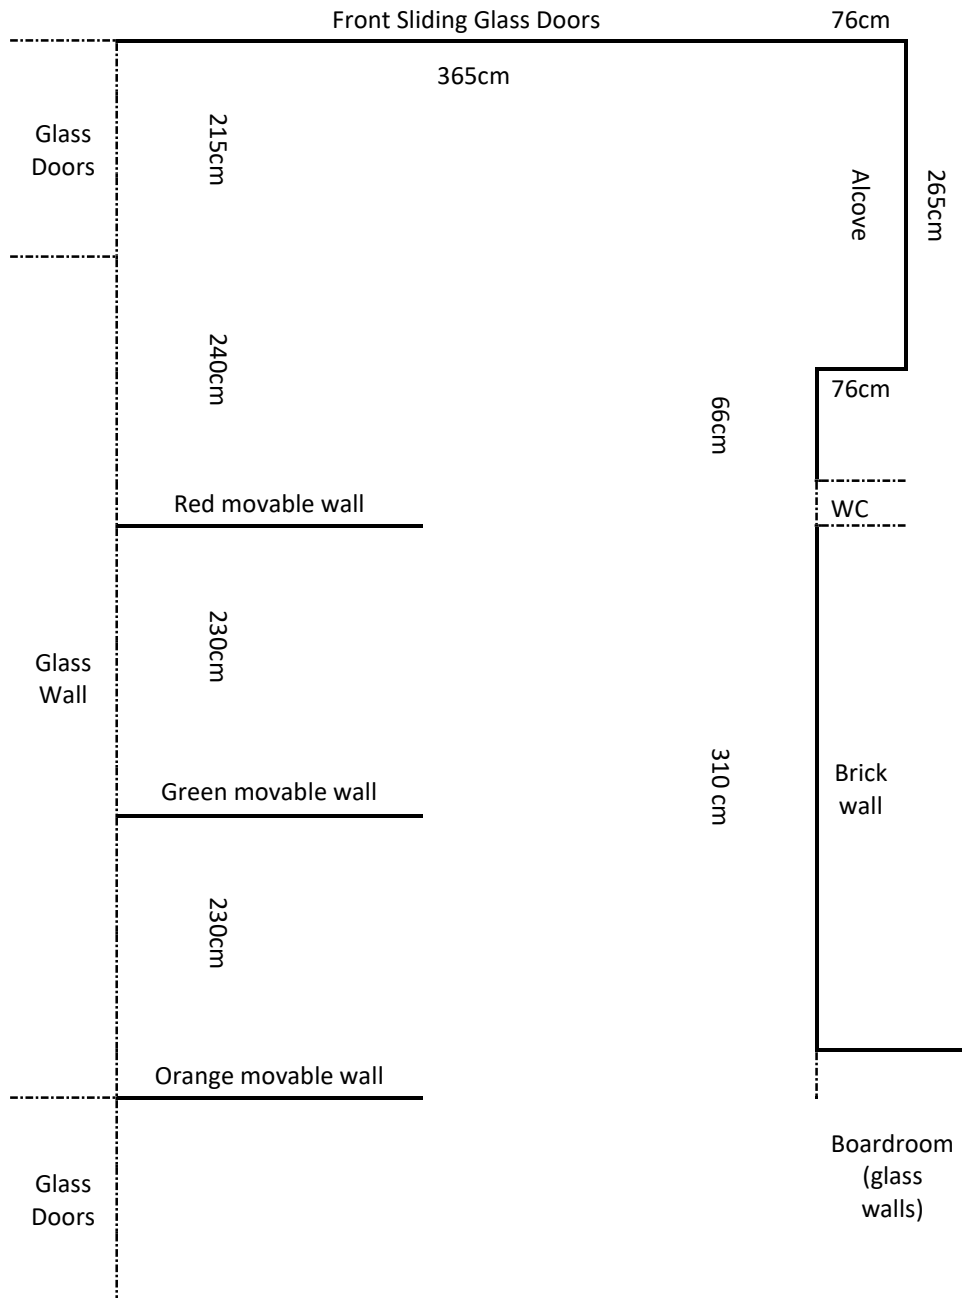 Front Sliding Glass Doors
76cm
365cm
Glass
Doors
215cm
Alcove
265cm
240cm
76cm
66cm
Red movable wall
WC
230cm
Glass
Wall
Green movable wall
310 cm
Brick
wall
230cm
Orange movable wall
Boardroom
(glass
walls)
Glass
Doors